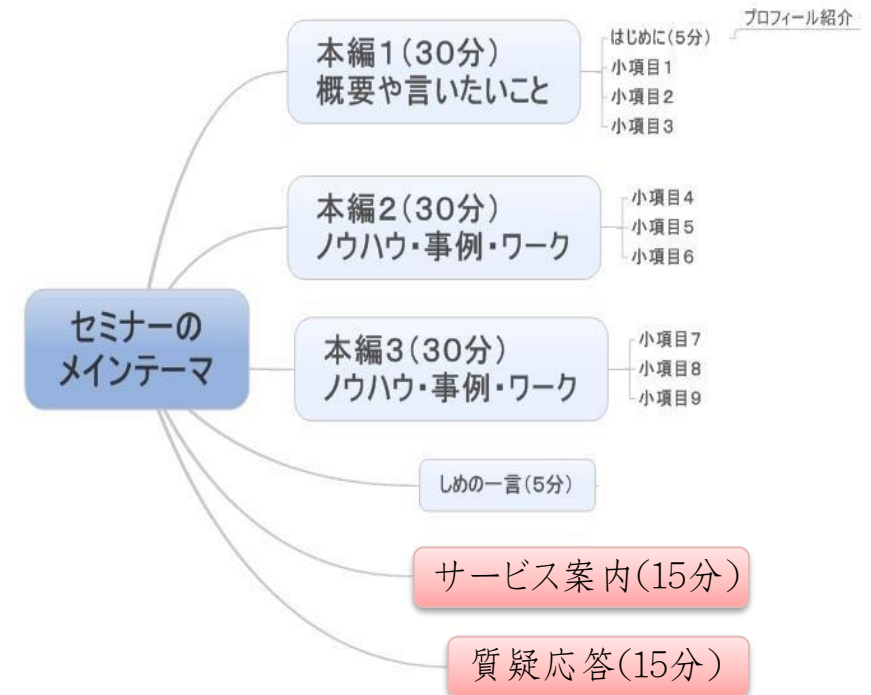 プロフィール紹介
本編1(30分)
概要や言いたいこと
はじめに(5分)
小項目1
小項目2
小項目3
本編2(30分)
ノウハウ・事例・ワーク
小項目4
小項目5
小項目6
セミナーの
メインテーマ
本編3(30分)
ノウハウ・事例・ワーク
小項目7
小項目8
小項目9
しめの一言(5分)
サービス案内(15分)
質疑応答(15分)